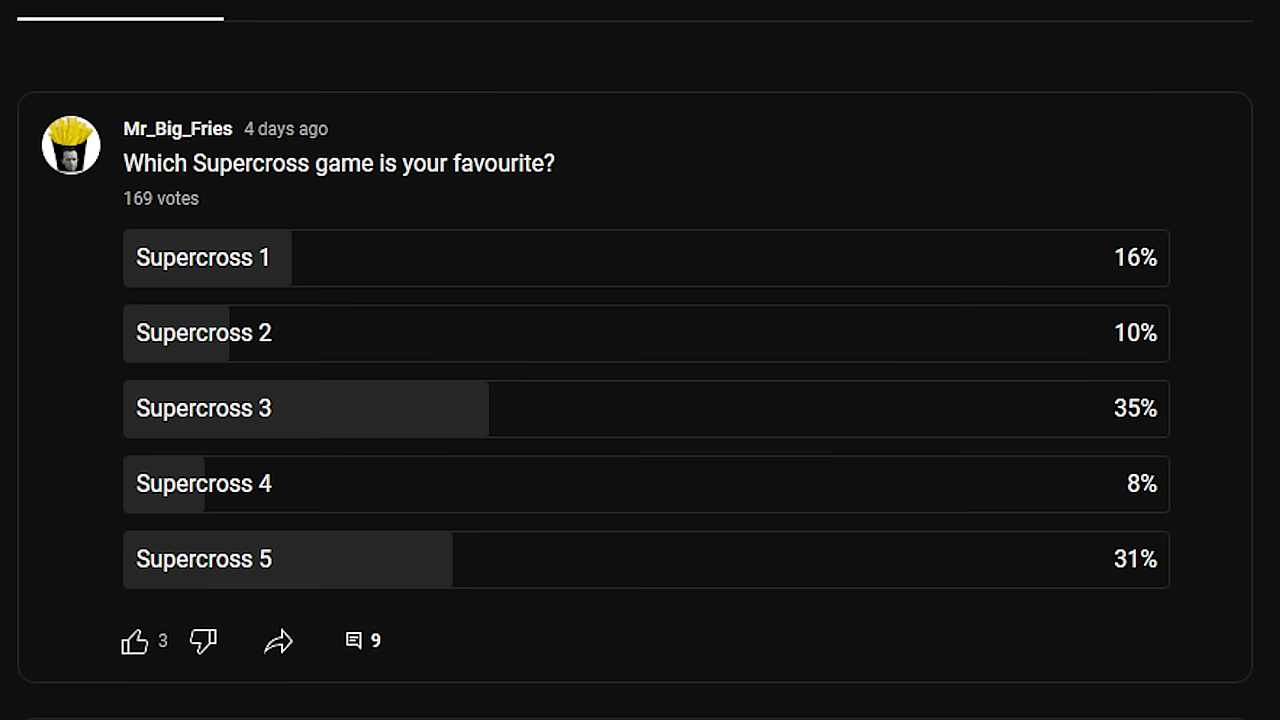 Mr_Big_Fries 4 days ago
Which Supercross game is your favourite?
169 votes
Supercross 1 16%
Supercross 2 10%
Supercross 3 35%
Supercross 4 8%
Supercross 5 31%
3 9